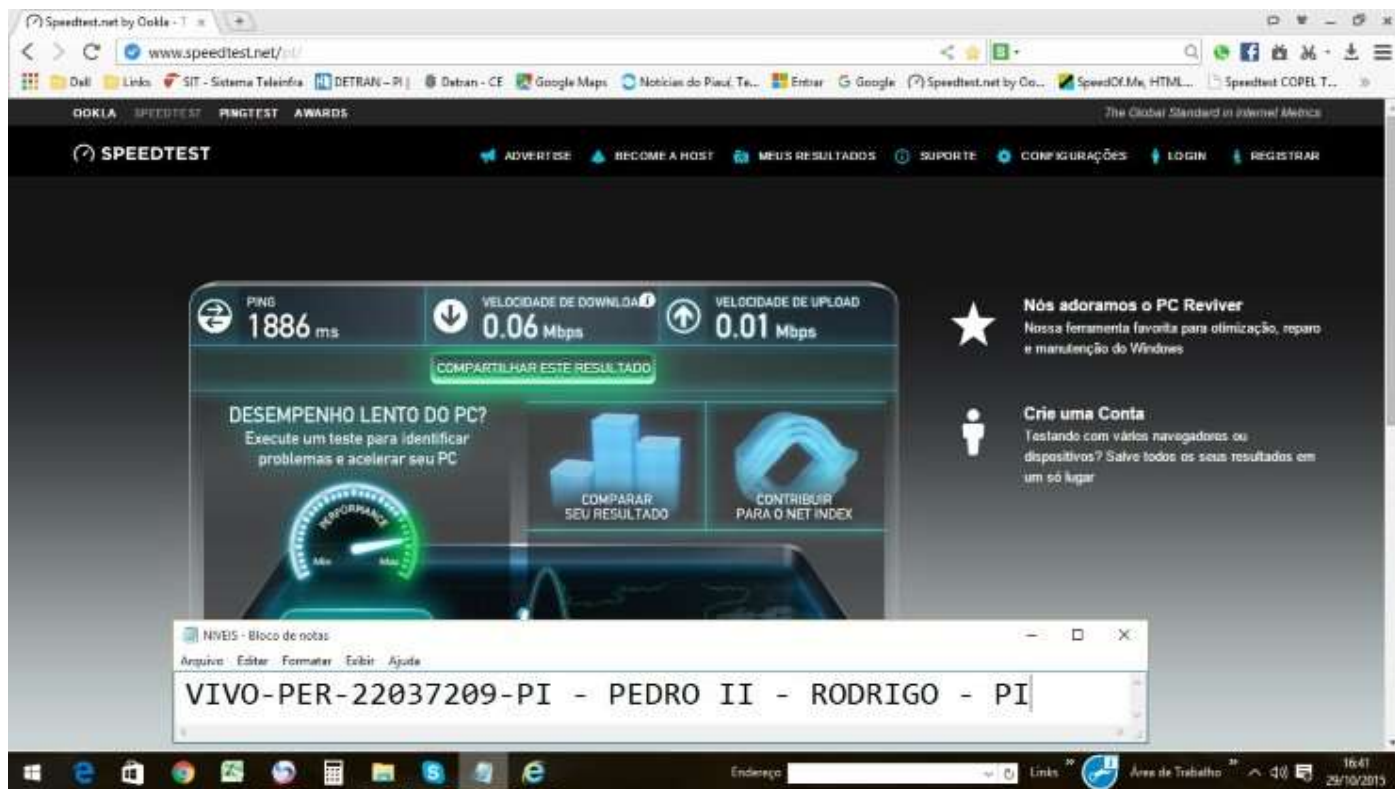 Speedtest.net by Ookla - T
www.speedtest.net/pt/
Dell Links SIT - Sistema Teleinfra DETRAN - PI | Detran - CE Google Maps Notícias do Piauí, Te... Entrar Google Speedtest.net by Oo... SpeedOf.Me, HTML... Speedtest COPEL T...
OOKLA SPEEDTEST PINGTEST AWARDS The Global Standard in Internet Metrics
SPEEDTEST ADVERTISE BECOME A HOST MEUS RESULTADOS SUPORTE CONFIGURAÇÕES LOGIN REGISTRAR
PING VELOCIDADE DE DOWNLOA VELOCIDADE DE UPLOAD
1886 ms 0.06 Mbps 0.01 Mbps
COMPARTILHAR ESTE RESULTADO
DESEMPENHO LENTO DO PC?
Execute um teste para identificar
problemas e acelerar seu PC
PERFORMANCE
Min Max
COMPARAR
SEU RESULTADO
CONTRIBUIR
PARA O NET INDEX
Nós adoramos o PC Reviver
Nossa ferramenta favorita para otimização, reparo
e manutenção do Windows
Crie uma Conta
Testando com vários navegadores ou
dispositivos? Salve todos os seus resultados em
um só lugar
NIVEIS - Bloco de notas
Arquivo Editar Formatar Exibir Ajuda
VIVO-PER-22037209-PI - PEDRO II - RODRIGO - PI
Endereço Links Área de Trabalho 16:41
29/10/2015